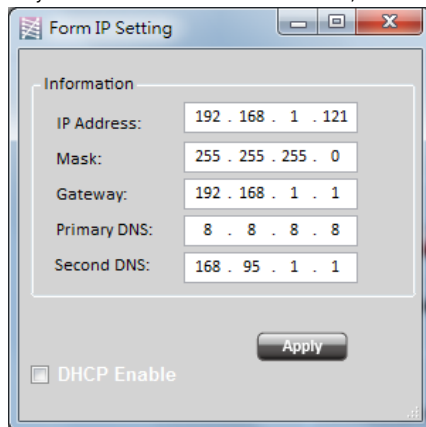 Form IP Setting
Information
IP Address: 192 . 168 . 1 . 121
Mask: 255 . 255 . 255 . 0
Gateway: 192 . 168 . 1 . 1
Primary DNS: 8 . 8 . 8 . 8
Second DNS: 168 . 95 . 1 . 1
Apply
DHCP Enable